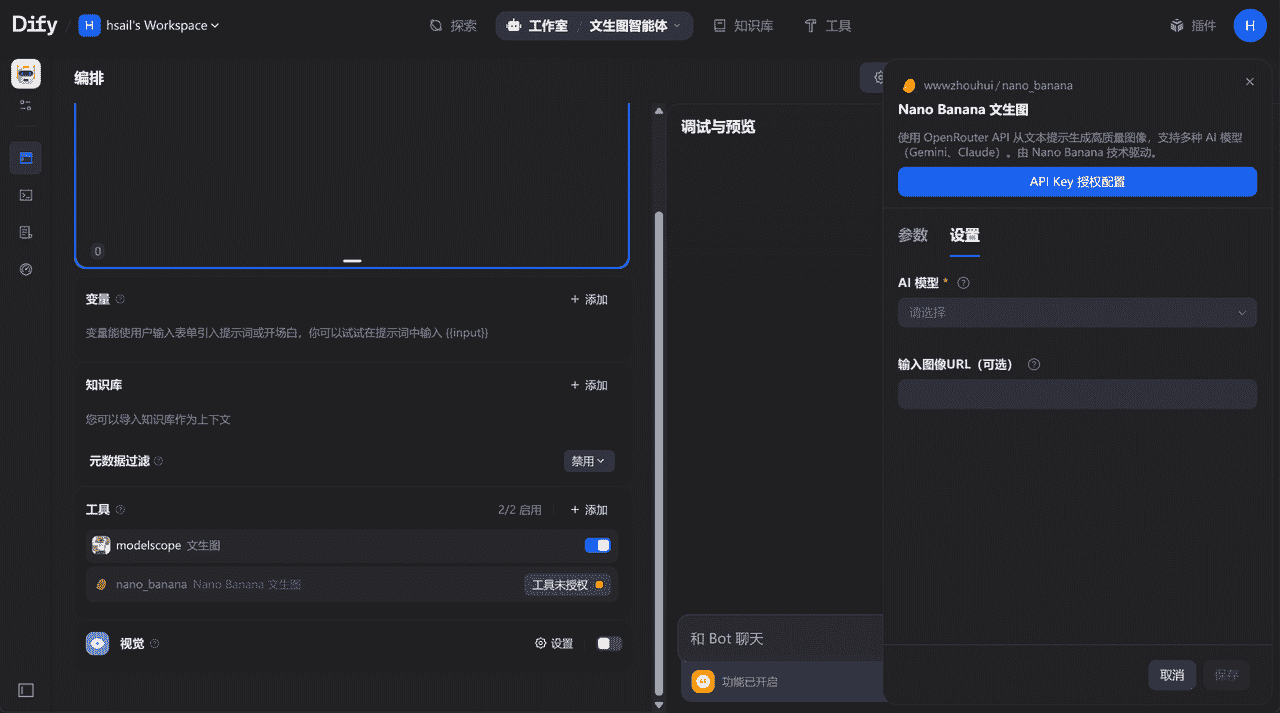 Dify
H
hsail's Workspace
探索
工作室
文生图智能体
知识库
工具
插件
H
编排
0
变量
+ 添加
变量能使用户输入表单引入提示词或开场白，你可以试试在提示词中输入 {{input}}
知识库
+ 添加
您可以导入知识库作为上下文
元数据过滤
禁用
工具
2/2 启用
+ 添加
modelscope 文生图
nano_banana Nano Banana 文生图
工具未授权
视觉
设置
调试与预览
和 Bot 聊天
功能已开启
wwwzhouhui/nano_banana
Nano Banana 文生图
使用 OpenRouter API 从文本提示生成高质量图像，支持多种 AI 模型
（Gemini、Claude）。由 Nano Banana 技术驱动。
API Key 授权配置
参数
设置
AI 模型 *
请选择
输入图像URL（可选）
取消
保存